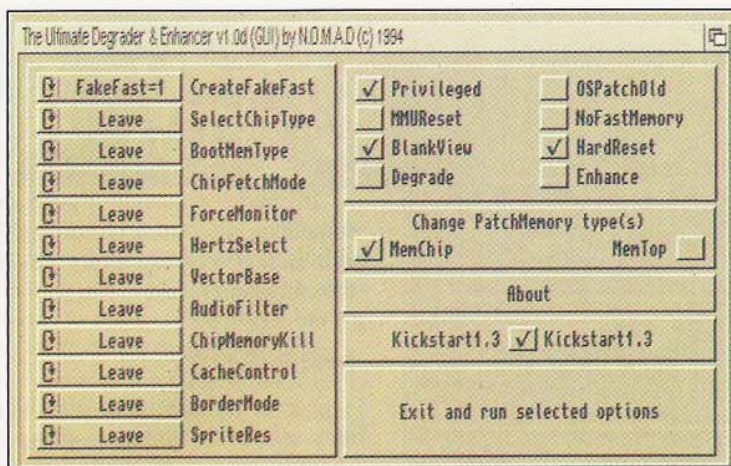 The Ultimate Degrader & Enhancer v1.0d (GUI) by N.O.M.A.D (c) 1994
FakeFast=1 CreateFakeFast
Leave SelectChipType
Leave BootMemType
Leave ChipFetchMode
Leave ForceMonitor
Leave HertzSelect
Leave VectorBase
Leave AudioFilter
Leave ChipMemoryKill
Leave CacheControl
Leave BorderMode
Leave SpriteRes
Privileged OSPatchOld
MMUReset NoFastMemory
BlankView HardReset
Degrade Enhance
Change PatchMemory type(s)
MemChip MemTop
About
Kickstart1.3 Kickstart1.3
Exit and run selected options